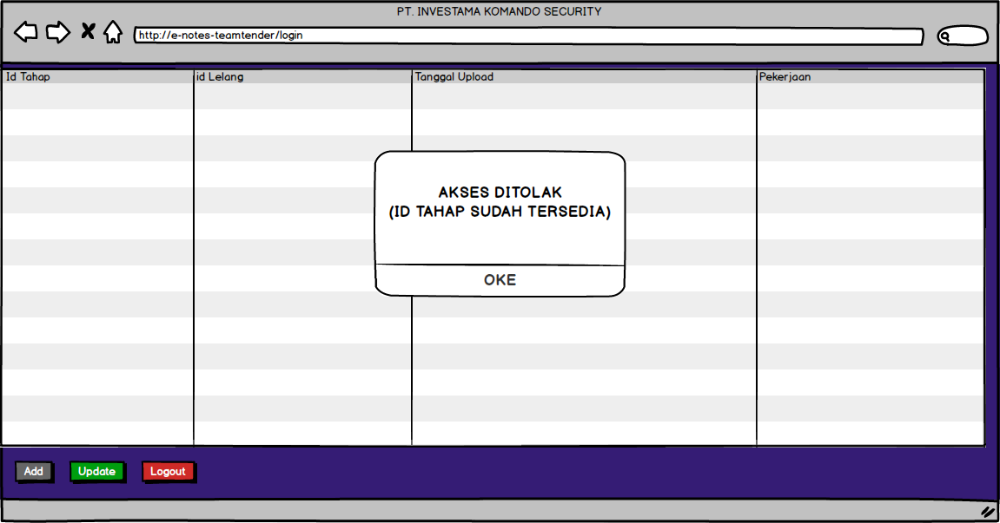 PT. INVESTAMA KOMANDO SECURITY
http://e-notes-teamtender/login
Id Tahap id Lelang Tanggal Upload Pekerjaan
AKSES DITOLAK
(ID TAHAP SUDAH TERSEDIA)
OKE
Add Update Logout